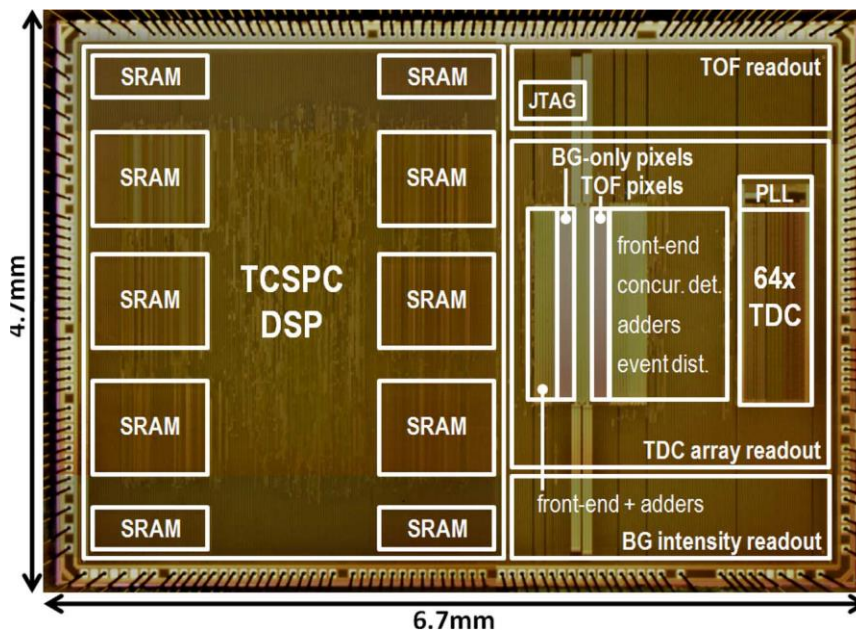 SRAM
SRAM
TOF readout
JTAG
SRAM
SRAM
BG-only pixels
TOF pixels
PLL
front-end
concur. det.
adders
event dist.
64x
TDC
TCSPC
DSP
SRAM
SRAM
SRAM
SRAM
TDC array readout
front-end + adders
SRAM
SRAM
BG intensity readout
4.7mm
6.7mm